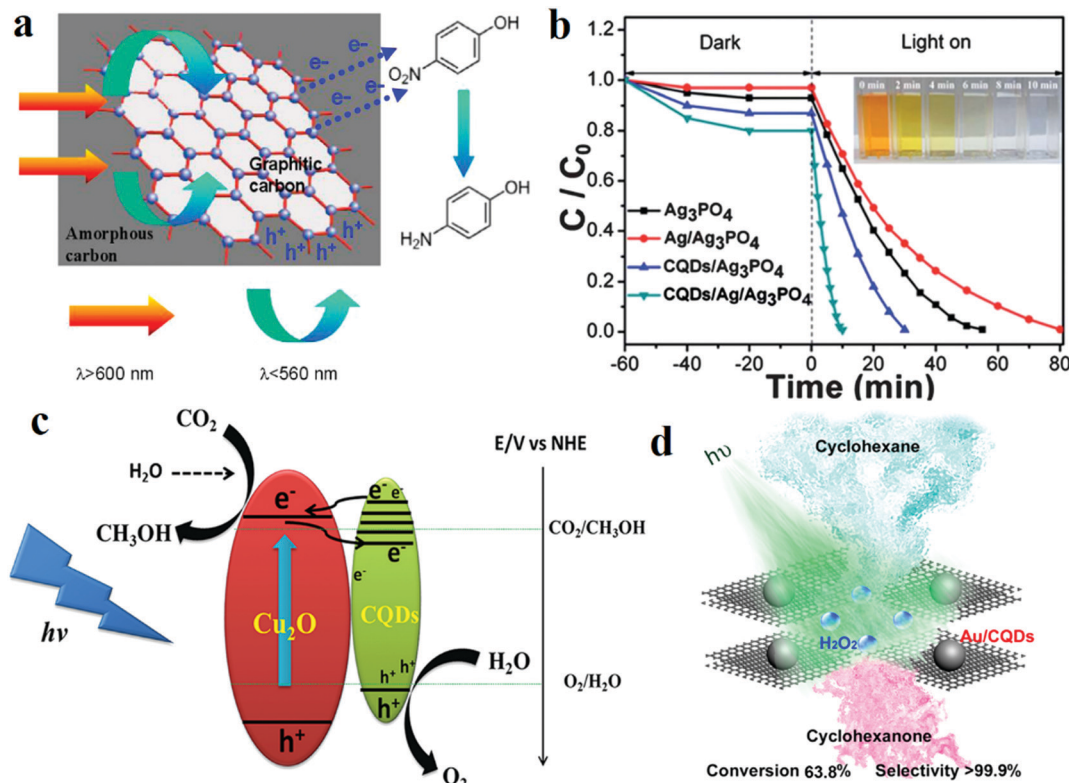 a
e-
e-
e-
e-
OH
O₂N
Graphitic
carbon
h⁺
h⁺ h⁺ h⁺
Amorphous
carbon
OH
H₂N
λ>600 nm
λ<560 nm
b
Dark
Light on
0 min
2 min
4 min
6 min
8 min
10 min
C / C₀
1.0
0.8
0.6
0.4
0.2
0.0
Ag₃PO₄
Ag/Ag₃PO₄
CQDs/Ag₃PO₄
CQDs/Ag/Ag₃PO₄
-60
-40
-20
0
20
40
60
80
Time (min)
c
CO₂
H₂O
CH₃OH
hν
e⁻
Cu₂O
h⁺
e⁻ e⁻
e⁻
e⁻
CQDs
h⁺ h⁺
h⁺
H₂O
O₂
E/V vs NHE
CO₂/CH₃OH
O₂/H₂O
d
hυ
Cyclohexane
H₂O₂
Au/CQDs
Cyclohexanone
Conversion 63.8%
Selectivity >99.9%